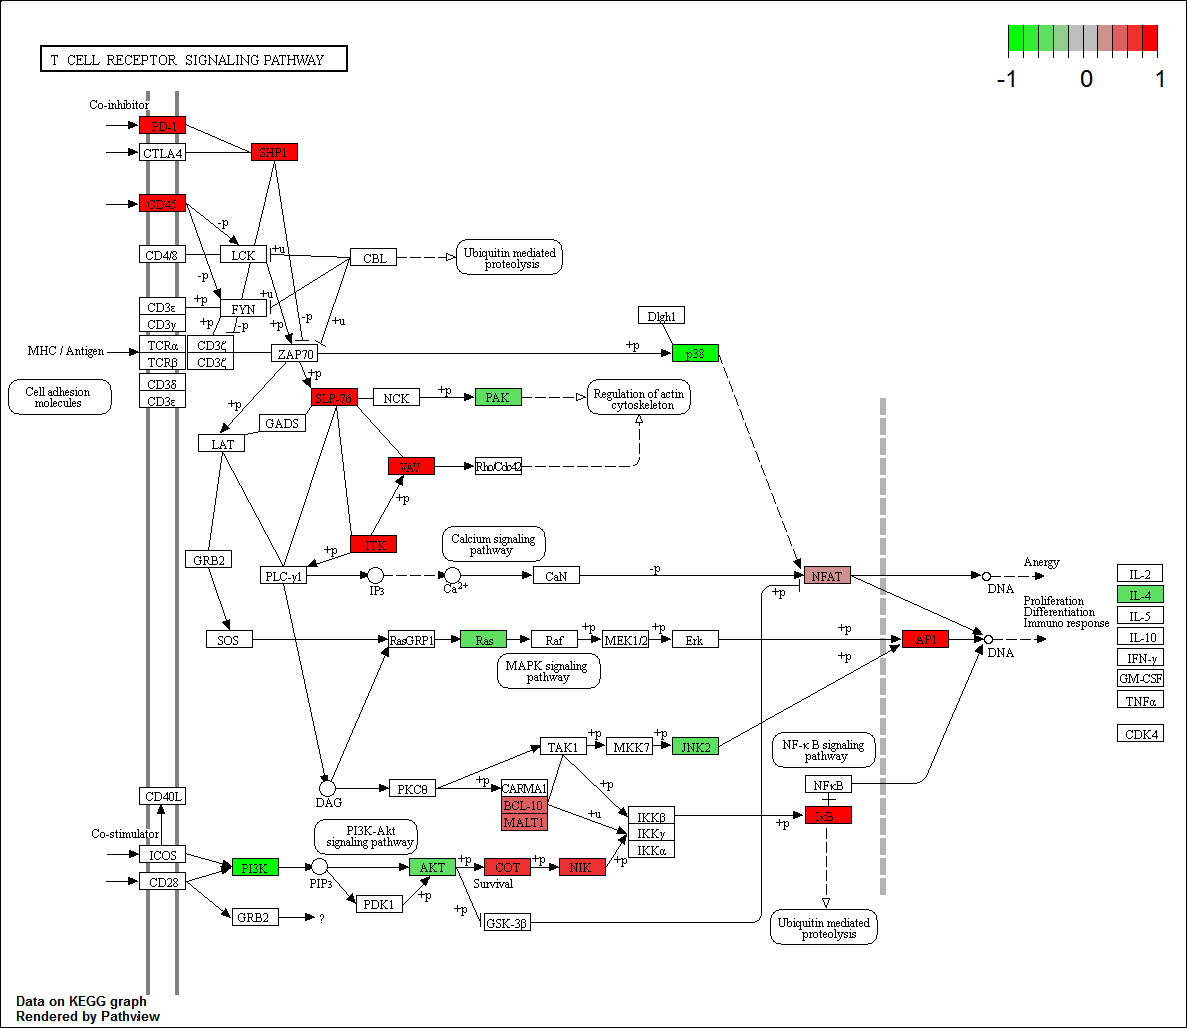 T CELL RECEPTOR SIGNALING PATHWAY
-1 0 1
Co-inhibitor
PD-1
CTLA4
SHP1
CD45
-p
CD4/8
LCK
+u
CBL
Ubiquitin mediated
proteolysis
-p
CD3ε
+p
FYN
+u
CD3γ
+p
-p
+p
-p
+u
Dlgh1
MHC / Antigen
TCRα
CD3ζ
TCRβ
CD3ζ
ZAP70
+p
p38
Cell adhesion
molecules
CD3δ
CD3ε
+p
+p
SLP-76
NCK
+p
PAK
Regulation of actin
cytoskeleton
GADS
LAT
VAV
Rho/Cdc42
+p
ITK
+p
Calcium signaling
pathway
GRB2
PLC-γ1
IP3
Ca2+
CaN
-p
NFAT
+p
DNA
Anergy
Proliferation
Differentiation
Immuno response
IL-2
IL-4
IL-5
IL-10
IFN-γ
GM-CSF
TNFα
CDK4
SOS
RasGRP1
Ras
Raf
+p
MEK1/2
+p
Erk
+p
AP1
DNA
+p
MAPK signaling
pathway
TAK1
+p
MKK7
+p
JNK2
NF-κ B signaling
pathway
DAG
PKCθ
+p
CARMA1
BCL-10
MALT1
+p
+u
IKKβ
IKKγ
IKKα
+p
NFκB
IκB
CD40L
Co-stimulator
ICOS
CD28
PI3K-Akt
signaling pathway
PI3K
PIP3
AKT
+p
COT
+p
NIK
+p
Survival
PDK1
+p
+p
GSK-3β
GRB2
?
Ubiquitin mediated
proteolysis
Data on KEGG graph
Rendered by Pathview